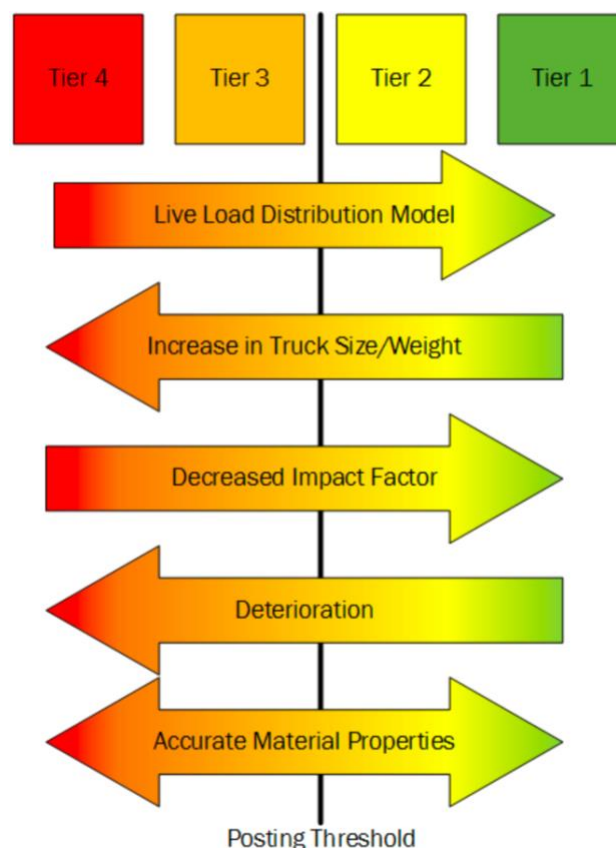 Tier 4
Tier 3
Tier 2
Tier 1
Live Load Distribution Model
Increase in Truck Size/Weight
Decreased Impact Factor
Deterioration
Accurate Material Properties
Posting Threshold